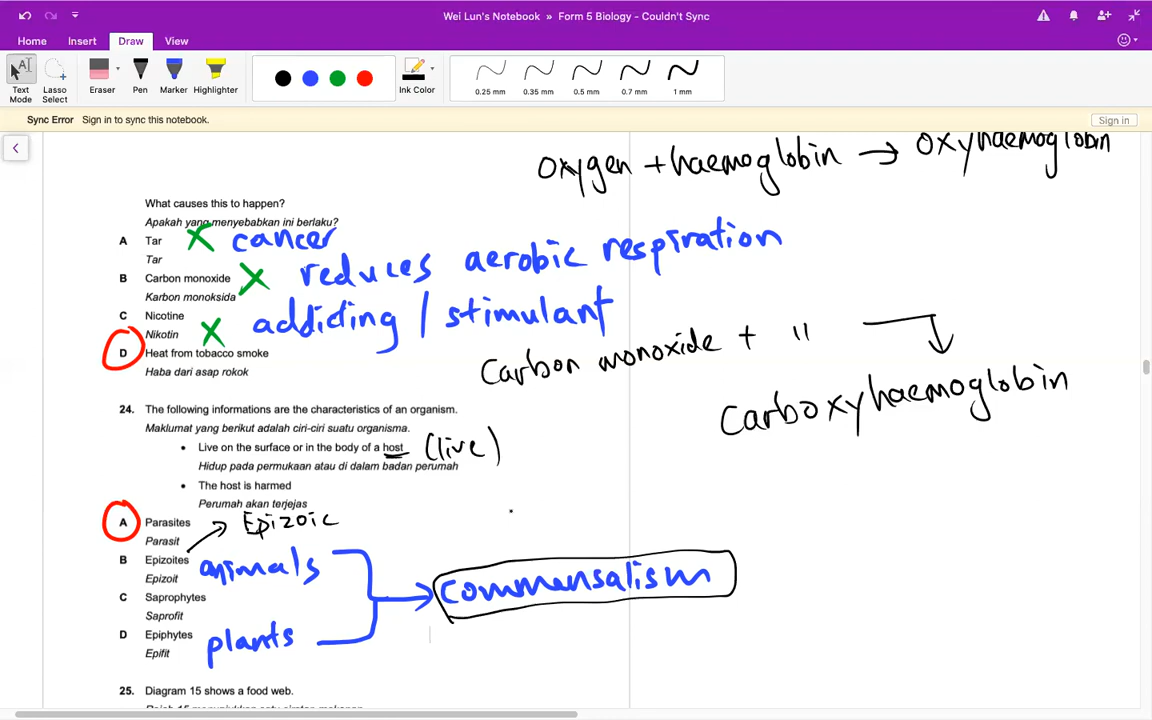 Wei Lun's Notebook » Form 5 Biology - Couldn't Sync
Home Insert Draw View
Text Mode
Lasso Select
Eraser
Pen
Marker
Highlighter
Ink Color
0.25 mm 0.35 mm 0.5 mm 0.7 mm 1 mm
Sync Error Sign in to sync this notebook.
Sign in
oxygen + haemoglobin → oxyhaemoglobin
What causes this to happen?
Apakah yang menyebabkan ini berlaku?
A Tar X cancer
Tar
B Carbon monoxide X reduces aerobic respiration
Karbon monoksida
C Nicotine X addicting / stimulant
Nikotin
D Heat from tobacco smoke
Haba dari asap rokok
Carbon monoxide + "
Carboxyhaemoglobin
24. The following informations are the characteristics of an organism.
Maklumat yang berikut adalah ciri-ciri suatu organisma.
• Live on the surface or in the body of a host (live)
Hidup pada permukaan atau di dalam badan perumah
• The host is harmed
Perumah akan terjejas
A Parasites → Epizoic
Parasit
B Epizoites animals
Epizoit
commensalism
C Saprophytes
Saprofit
D Epiphytes plants
Epifit
25. Diagram 15 shows a food web.